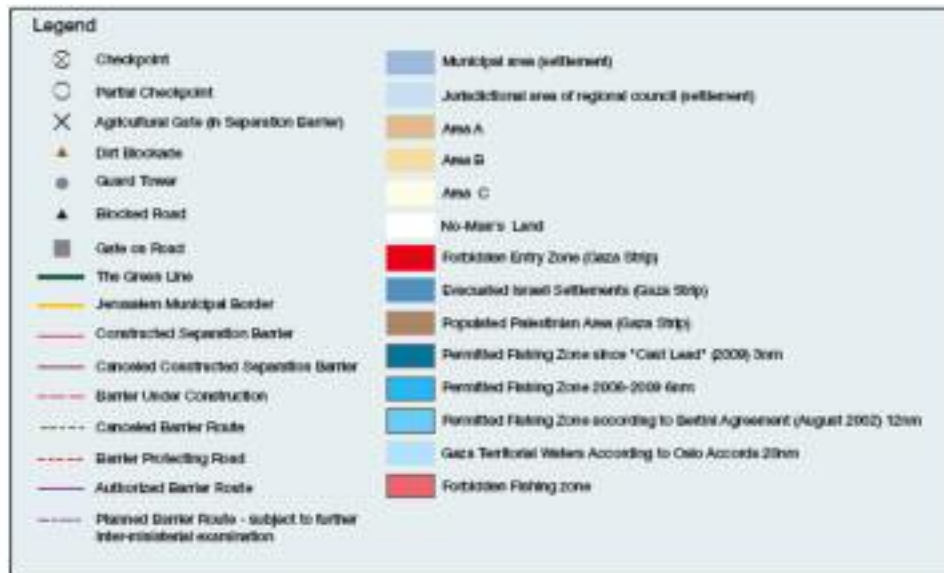 Legend
Checkpoint
Partial Checkpoint
Agricultural Gate (in Separation Barrier)
Dirt Blockade
Guard Tower
Blocked Road
Gate on Road
The Green Line
Jerusalem Municipal Border
Constructed Separation Barrier
Canceled Constructed Separation Barrier
Barrier Under Construction
Canceled Barrier Route
Barrier Protecting Road
Authorized Barrier Route
Planned Barrier Route - subject to further
inter-ministerial examination
Municipal area (settlement)
Jurisdictional area of regional council (settlement)
Area A
Area B
Area C
No-Man's Land
Forbidden Entry Zone (Gaza Strip)
Evacuated Israeli Settlements (Gaza Strip)
Populated Palestinian Area (Gaza Strip)
Permitted Fishing Zone since "Cast Lead" (2009) 3nm
Permitted Fishing Zone 2006-2009 6nm
Permitted Fishing Zone according to Bertini Agreement (August 2002) 12nm
Gaza Territorial Waters According to Oslo Accords 20nm
Forbidden Fishing zone